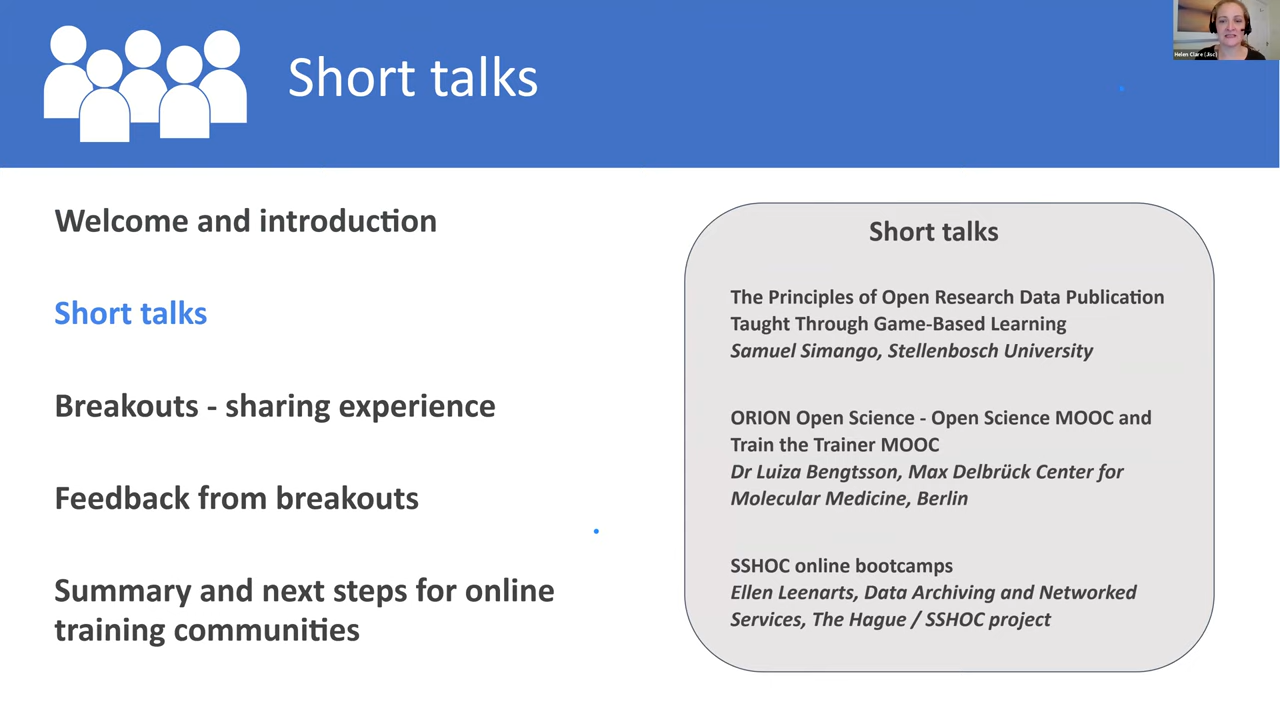 Short talks
Helen Clare (Jisc)
Welcome and introduction
Short talks
Breakouts - sharing experience
Feedback from breakouts
Summary and next steps for online
training communities
Short talks
The Principles of Open Research Data Publication
Taught Through Game-Based Learning
Samuel Simango, Stellenbosch University
ORION Open Science - Open Science MOOC and
Train the Trainer MOOC
Dr Luiza Bengtsson, Max Delbrück Center for
Molecular Medicine, Berlin
SSHOC online bootcamps
Ellen Leenarts, Data Archiving and Networked
Services, The Hague / SSHOC project